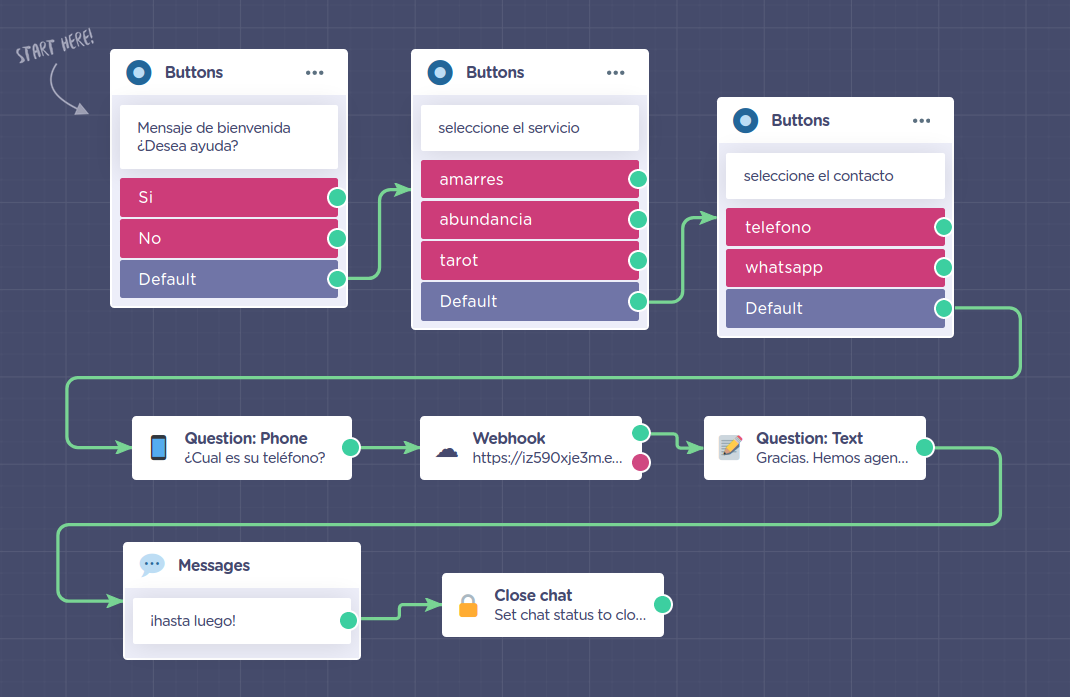 START HERE!
Buttons
Mensaje de bienvenida
¿Desea ayuda?
Si
No
Default
Buttons
seleccione el servicio
amarres
abundancia
tarot
Default
Buttons
seleccione el contacto
telefono
whatsapp
Default
Question: Phone
¿Cual es su teléfono?
Webhook
https://iz590xje3m.e...
Question: Text
Gracias. Hemos agen...
Messages
¡hasta luego!
Close chat
Set chat status to clo...